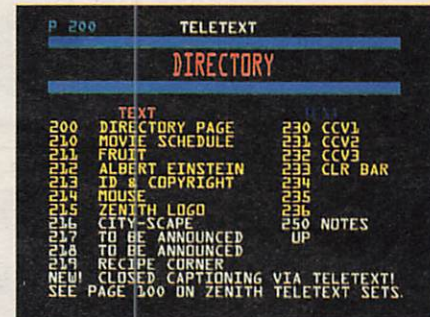 P 200 TELETEXT
DIRECTORY
TEXT TEXT
200 DIRECTORY PAGE 230 CCV1
210 MOVIE SCHEDULE 231 CCV2
211 FRUIT 232 CCV3
212 ALBERT EINSTEIN 233 CLR BAR
213 ID & COPYRIGHT 234
214 MOUSE 235
215 ZENITH LOGO 236
216 CITY-SCAPE 250 NOTES
217 TO BE ANNOUNCED UP
218 TO BE ANNOUNCED
219 RECIPE CORNER
NEW! CLOSED CAPTIONING VIA TELETEXT!
SEE PAGE 100 ON ZENITH TELETEXT SETS.